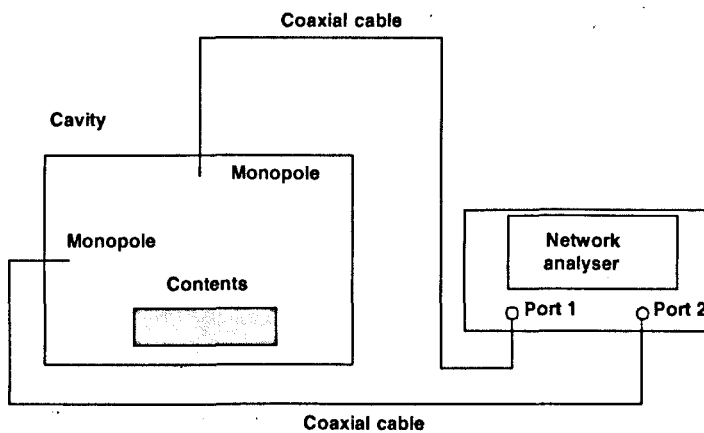 Coaxial cable
Cavity
Monopole
Monopole
Contents
Network
analyser
Port 1
Port 2
Coaxial cable